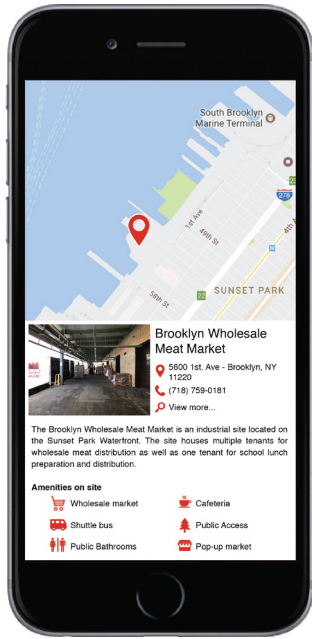 South Brooklyn
Marine Terminal
278
1st Ave
49th St
4th A
M
58th St
SUNSET PARK
Brooklyn Wholesale
Meat Market
5600 1st. Ave - Brooklyn, NY
11220
(718) 759-0181
View more...
The Brooklyn Wholesale Meat Market is an industrial site located on
the Sunset Park Waterfront. The site houses multiple tenants for
wholesale meat distribution as well as one tenant for school lunch
preparation and distribution.
Amenities on site
Wholesale market
Cafeteria
Shuttle bus
Public Access
Public Bathrooms
Pop-up market